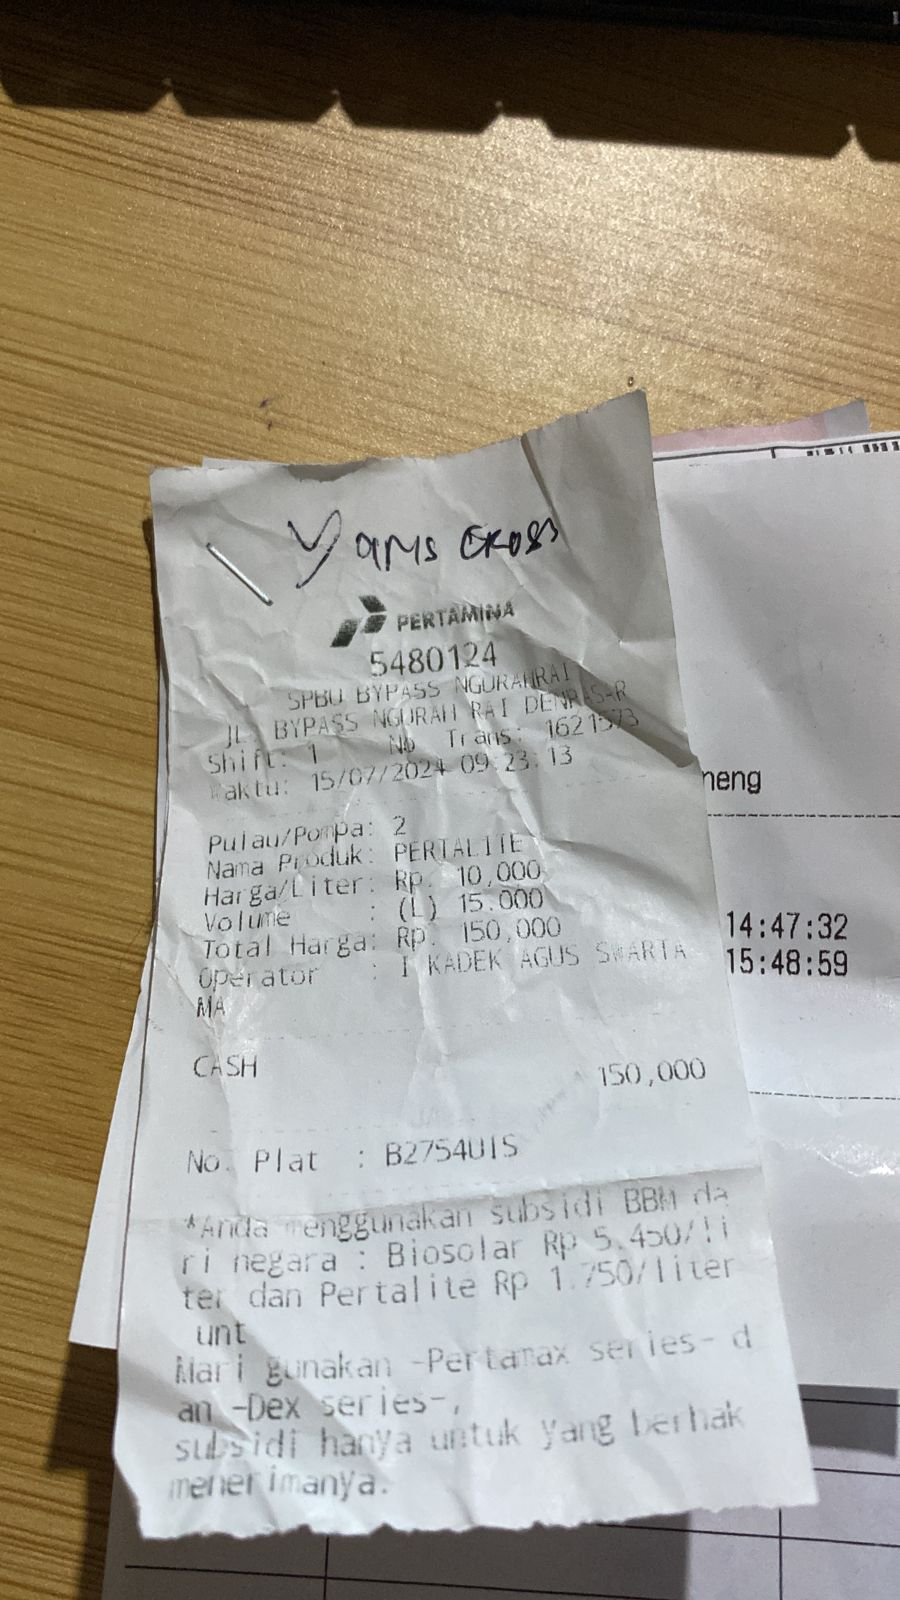 Yaris Cross
PERTAMINA
5480124
SPBU BYPASS NGURAHRAI
JL. BYPASS NGURAH RAI DENPASAR
Shift: 1 No Trans: 1621573
Waktu: 15/07/2024 09:23:13
Pulau/Pompa: 2
Nama Produk: PERTALITE
Harga/Liter: Rp. 10,000
Volume : (L) 15.000
Total Harga: Rp. 150,000
Operator : I KADEK AGUS SWARTA
MA
CASH 150,000
No. Plat : B2754UIS
*Anda menggunakan subsidi BBM da
ri negara : Biosolar Rp 5.450/li
ter dan Pertalite Rp 1.750/liter
unt
Mari gunakan -Pertamax series- d
an -Dex series-,
subsidi hanya untuk yang berhak
menerimanya.
neng
14:47:32
15:48:59